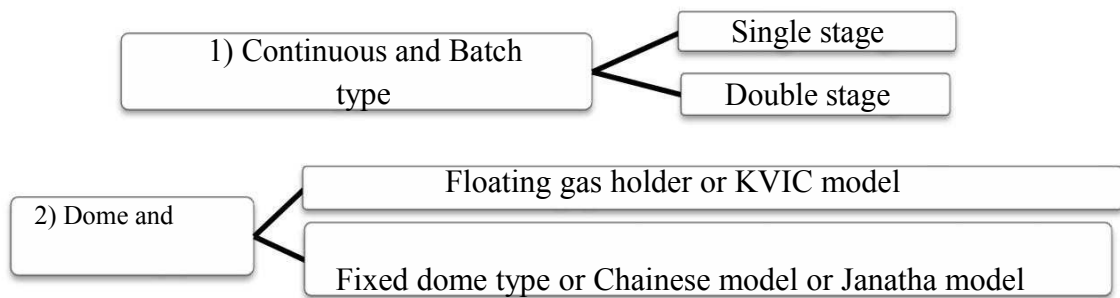 1) Continuous and Batch
type
Single stage
Double stage
2) Dome and
Floating gas holder or KVIC model
Fixed dome type or Chainese model or Janatha model